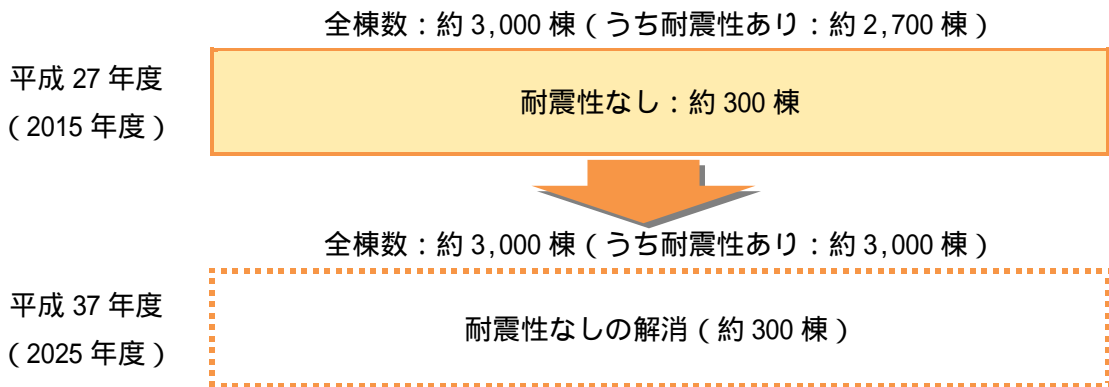 全棟数：約 3,000 棟（うち耐震性あり：約 2,700 棟）
平成 27 年度
（2015 年度）
耐震性なし：約 300 棟
全棟数：約 3,000 棟（うち耐震性あり：約 3,000 棟）
平成 37 年度
（2025 年度）
耐震性なしの解消（約 300 棟）